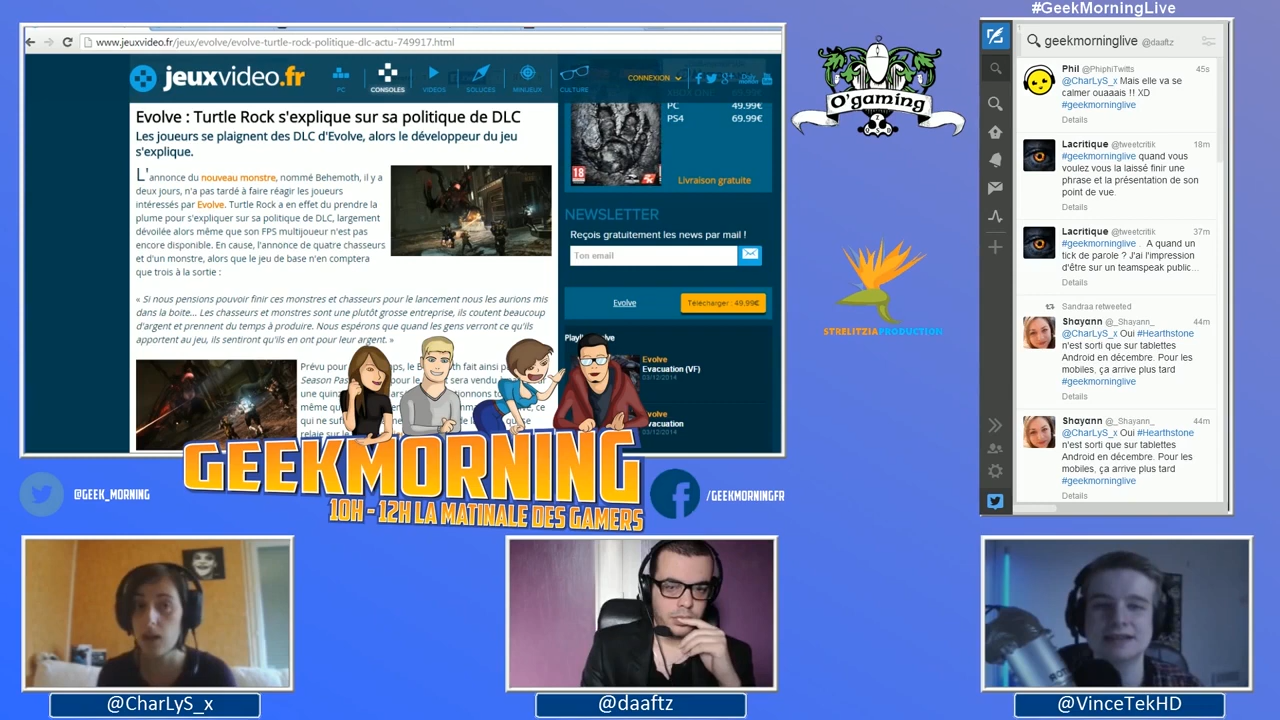 #GeekMorningLive
www.jeuxvideo.fr/jeux/evolve/evolve-turtle-rock-politique-dlc-actu-749917.html
jeuxvideo.fr
PC
CONSOLES
VIDEOS
SOLUCES
MINIJEUX
CULTURE
CONNEXION
Evolve : Turtle Rock s'explique sur sa politique de DLC
Les joueurs se plaignent des DLC d'Evolve, alors le développeur du jeu
s'explique.
L'annonce du nouveau monstre, nommé Behemoth, il y a
deux jours, n'a pas tardé à faire réagir les joueurs
intéressés par Evolve. Turtle Rock a en effet du prendre la
plume pour s'expliquer sur sa politique de DLC, largement
dévoilée alors même que son FPS multijoueur n'est pas
encore disponible. En cause, l'annonce de quatre chasseurs
et d'un monstre, alors que le jeu de base n'en comptera
que trois à la sortie :
« Si nous pensions pouvoir finir ces monstres et chasseurs pour le lancement nous les aurions mis
dans la boite... Les chasseurs et monstres sont une plutôt grosse entreprise, ils coutent beaucoup
d'argent et prennent du temps à produire. Nous espérons que quand les gens verront ce qu'ils
apportent au jeu, ils sentiront qu'ils en ont pour leur argent. »
PC 49.99€
PS4 69.99€
18
2K
Livraison gratuite
NEWSLETTER
Reçois gratuitement les news par mail !
Ton email
Evolve
Télécharger : 49,99€
Evolve
Evacuation (VF)
03/12/2014
O'gaming
STRELITZIAPRODUCTION
geekmorninglive @daaftz
Phil @PhiphiTwitts 45s
@CharLyS_x Mais elle va se
calmer ouaaais !! XD
#geekmorninglive
Details
Lacritique @tweetcritik 18m
#geekmorninglive quand vous
voulez vous la laissé finir une
phrase et la présentation de son
point de vue.
Details
Lacritique @tweetcritik 37m
#geekmorninglive . A quand un
tick de parole ? J'ai l'impression
d'être sur un teamspeak public...
Details
Sandraa retweeted
Shayann @_Shayann_ 44m
@CharLyS_x Oui #Hearthstone
n'est sorti que sur tablettes
Android en décembre. Pour les
mobiles, ça arrive plus tard
#geekmorninglive
Details
Shayann @_Shayann_ 44m
@CharLyS_x Oui #Hearthstone
n'est sorti que sur tablettes
Android en décembre. Pour les
mobiles, ça arrive plus tard
#geekmorninglive
Details
@GEEK_MORNING
GEEKMORNING
10H - 12H LA MATINALE DES GAMERS
/GEEKMORNINGFR
@CharLyS_x
@daaftz
@VinceTekHD